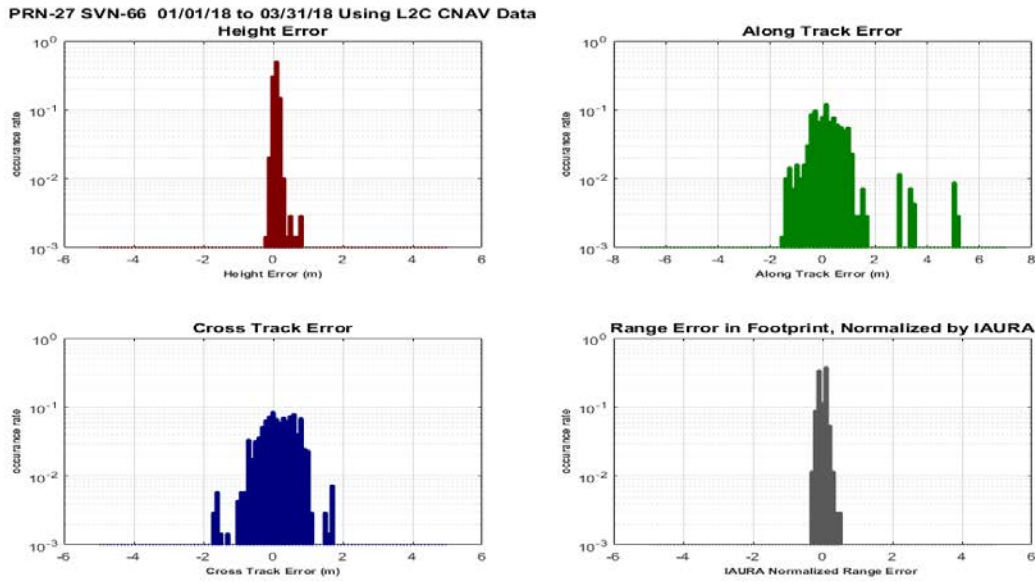 PRN-27 SVN-66 01/01/18 to 03/31/18 Using L2C CNAV Data
Height Error
10^0
10^-1
10^-2
10^-3
occurance rate
-6 -4 -2 0 2 4 6
Height Error (m)
Along Track Error
10^0
10^-1
10^-2
10^-3
occurance rate
-8 -6 -4 -2 0 2 4 6 8
Along Track Error (m)
Cross Track Error
10^0
10^-1
10^-2
10^-3
occurance rate
-6 -4 -2 0 2 4 6
Cross Track Error (m)
Range Error in Footprint, Normalized by IAURA
10^0
10^-1
10^-2
10^-3
occurance rate
-6 -4 -2 0 2 4 6
IAURA Normalized Range Error